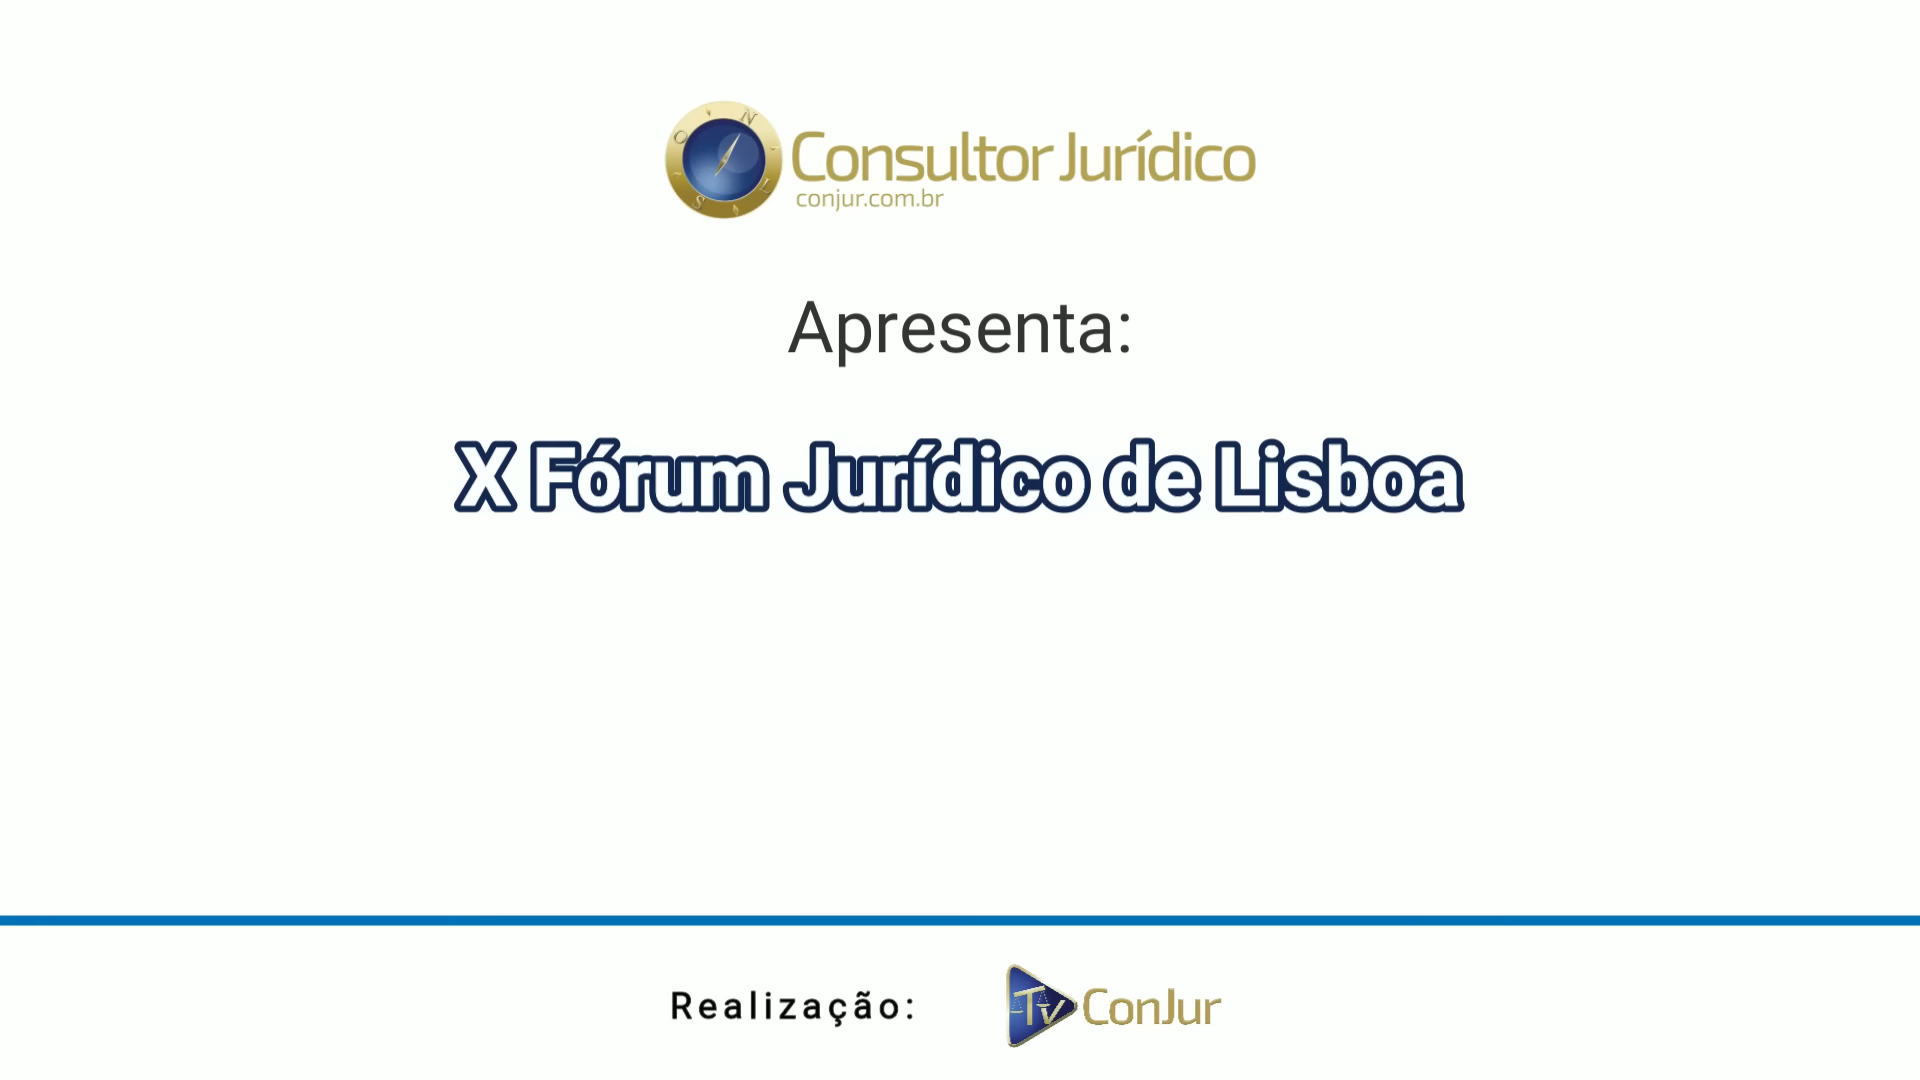 Consultor Jurídico
conjur.com.br
Apresenta:
X Fórum Jurídico de Lisboa
Realização:
Tv ConJur